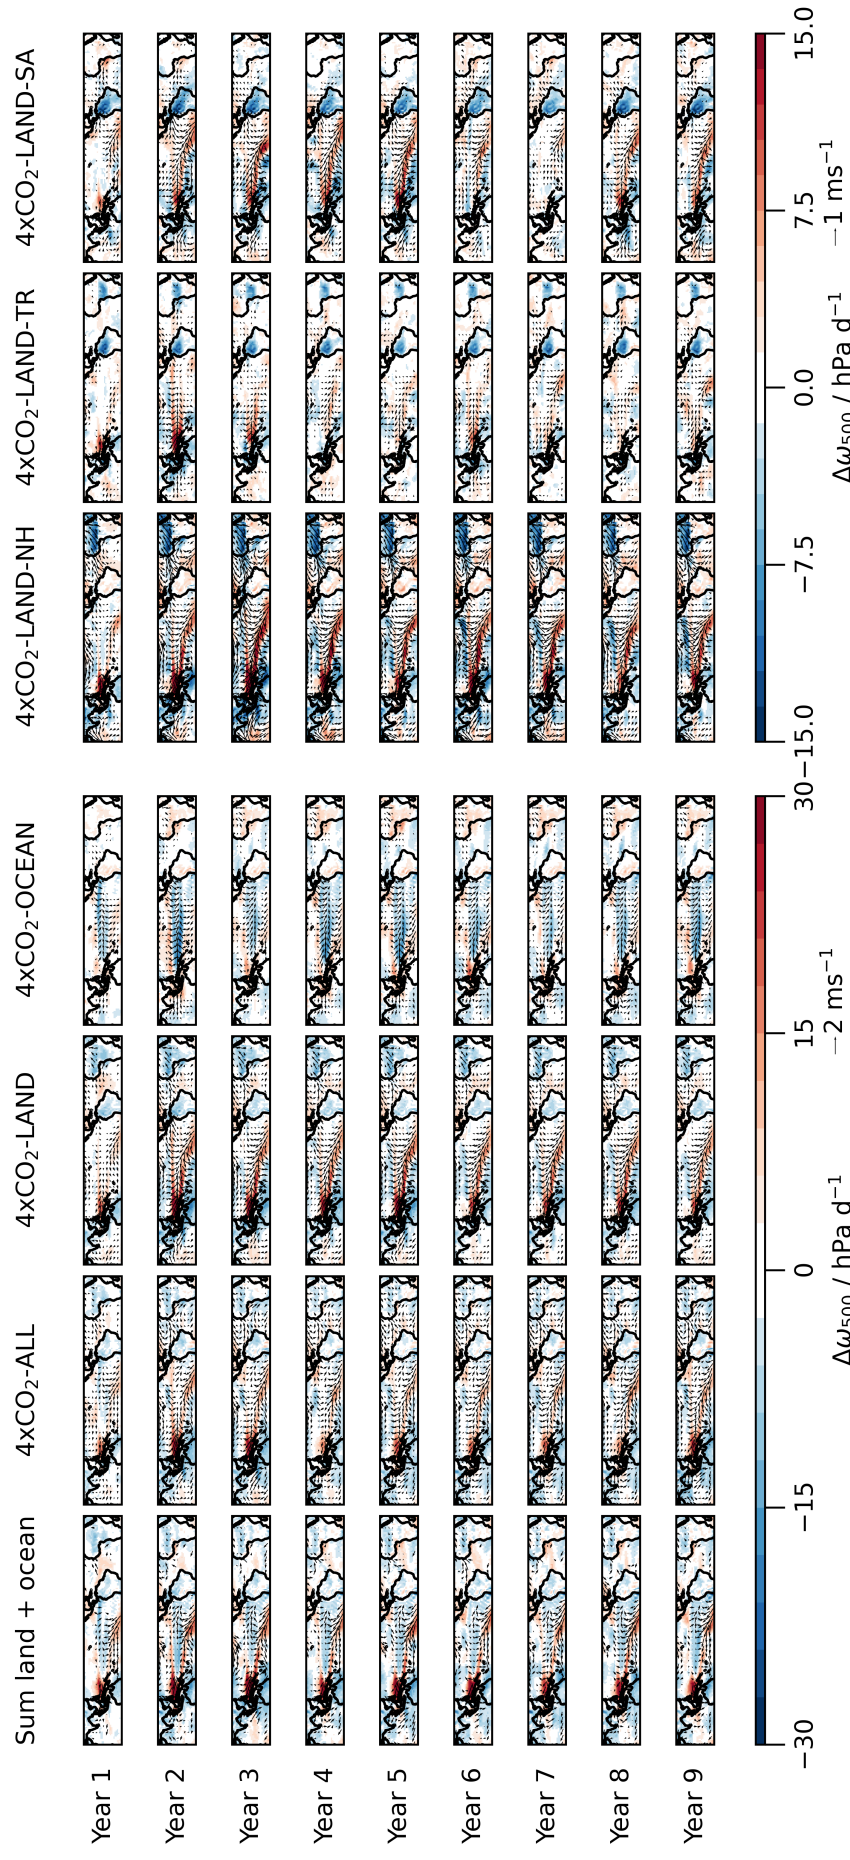 Sum land + ocean
4xCO₂-ALL
4xCO₂-LAND
4xCO₂-OCEAN
4xCO₂-LAND-NH
4xCO₂-LAND-TR
4xCO₂-LAND-SA
Year 1
Year 2
Year 3
Year 4
Year 5
Year 6
Year 7
Year 8
Year 9
−30 −15 0 15 30
→2 ms⁻¹
Δω₅₀₀ / hPa d⁻¹
−15.0 −7.5 0.0 7.5 15.0
→1 ms⁻¹
Δω₅₀₀ / hPa d⁻¹